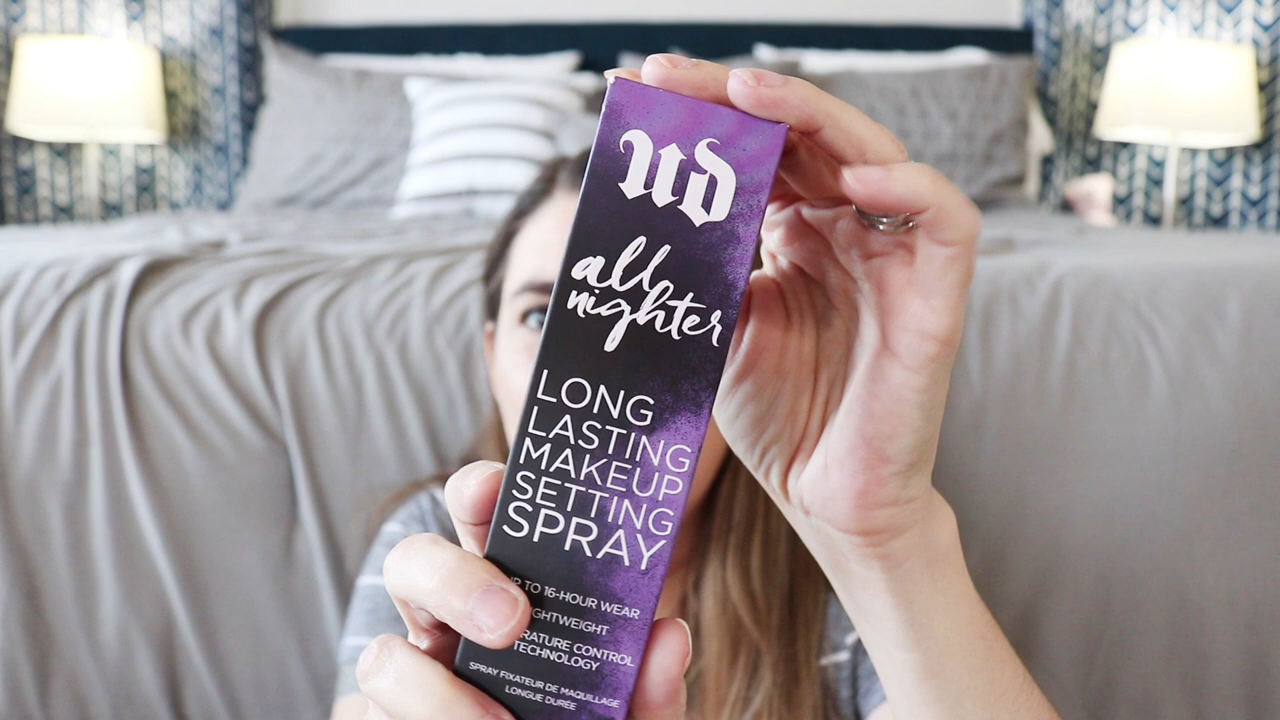 UD
all
nighter
LONG
LASTING
MAKEUP
SETTING
SPRAY
TO 16-HOUR WEAR
TECHNOLOGY
CONTROL
SPRAY FIXATEUR DE MAQUILLAGE
LONGUE DURÉE